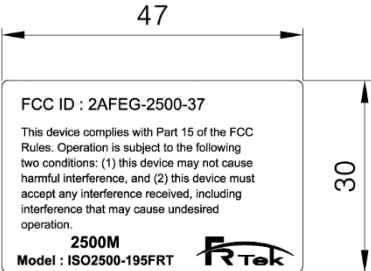 47
FCC ID : 2AFEG-2500-37
This device complies with Part 15 of the FCC
Rules. Operation is subject to the following
two conditions: (1) this device may not cause
harmful interference, and (2) this device must
accept any interference received, including
interference that may cause undesired
operation.
2500M
Model : ISO2500-195FRT
FRTek
30